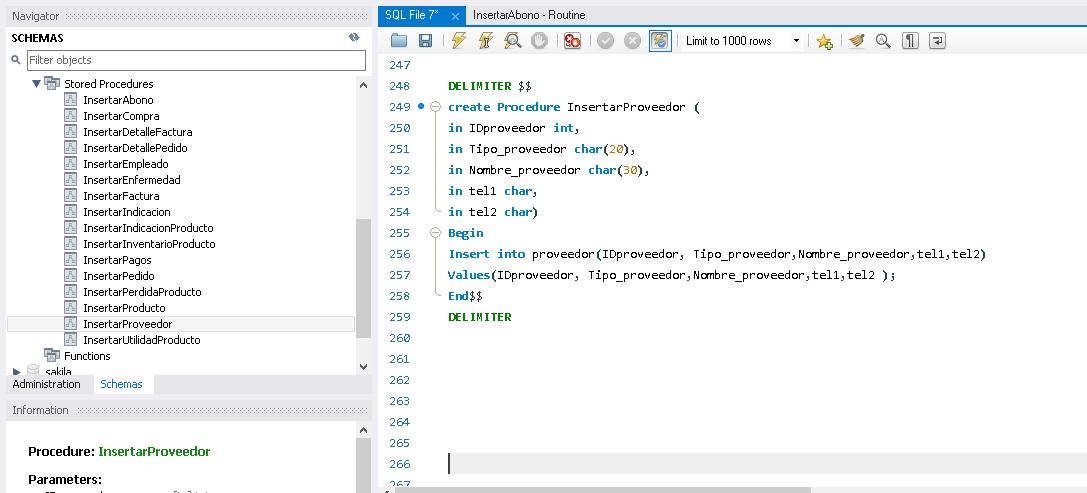 Navigator
SCHEMAS
Filter objects
Stored Procedures
InsertarAbono
InsertarCompra
InsertarDetalleFactura
InsertarDetallePedido
InsertarEmpleado
InsertarEnfermedad
InsertarFactura
InsertarIndicacion
InsertarIndicacionProducto
InsertarInventarioProducto
InsertarPagos
InsertarPedido
InsertarPerdidaProducto
InsertarProducto
InsertarProveedor
InsertarUtilidadProducto
Functions
sakila
Administration Schemas
Information
Procedure: InsertarProveedor
Parameters:
SQL File 7* InsertarAbono - Routine
Limit to 1000 rows
247
248 DELIMITER $$
249 create Procedure InsertarProveedor (
250 in IDproveedor int,
251 in Tipo_proveedor char(20),
252 in Nombre_proveedor char(30),
253 in tel1 char,
254 in tel2 char)
255 Begin
256 Insert into proveedor(IDproveedor, Tipo_proveedor,Nombre_proveedor,tel1,tel2)
257 Values(IDproveedor, Tipo_proveedor,Nombre_proveedor,tel1,tel2 );
258 End$$
259 DELIMITER
260
261
262
263
264
265
266
267